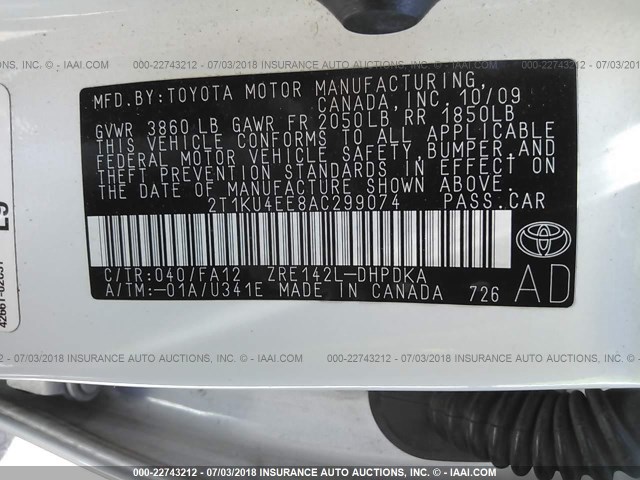 000-22743212 - 07/03/2018 INSURANCE AUTO AUCTIONS, INC. © - IAAI.COM
MFD.BY:TOYOTA MOTOR MANUFACTURING,
CANADA, INC. 10/09
GVWR 3860 LB GAWR FR 2050LB, RR 1850LB
THIS VEHICLE CONFORMS TO ALL APPLICABLE
FEDERAL MOTOR VEHICLE SAFETY, BUMPER, AND
THEFT PREVENTION STANDARDS IN EFFECT ON
THE DATE OF MANUFACTURE SHOWN ABOVE.
2T1KU4EE8AC299074 PASS.CAR
C/TR:040/FA12 ZRE142L-DHPDKA
A/TM:-01A/U341E MADE IN CANADA 726
AD
000-22743212 - 07/03/2018 INSURANCE AUTO AUCTIONS, INC. © - IAAI.COM
000-22743212 - 07/03/2018 INSURANCE AUTO AUCTIONS, INC. © - IAAI.COM